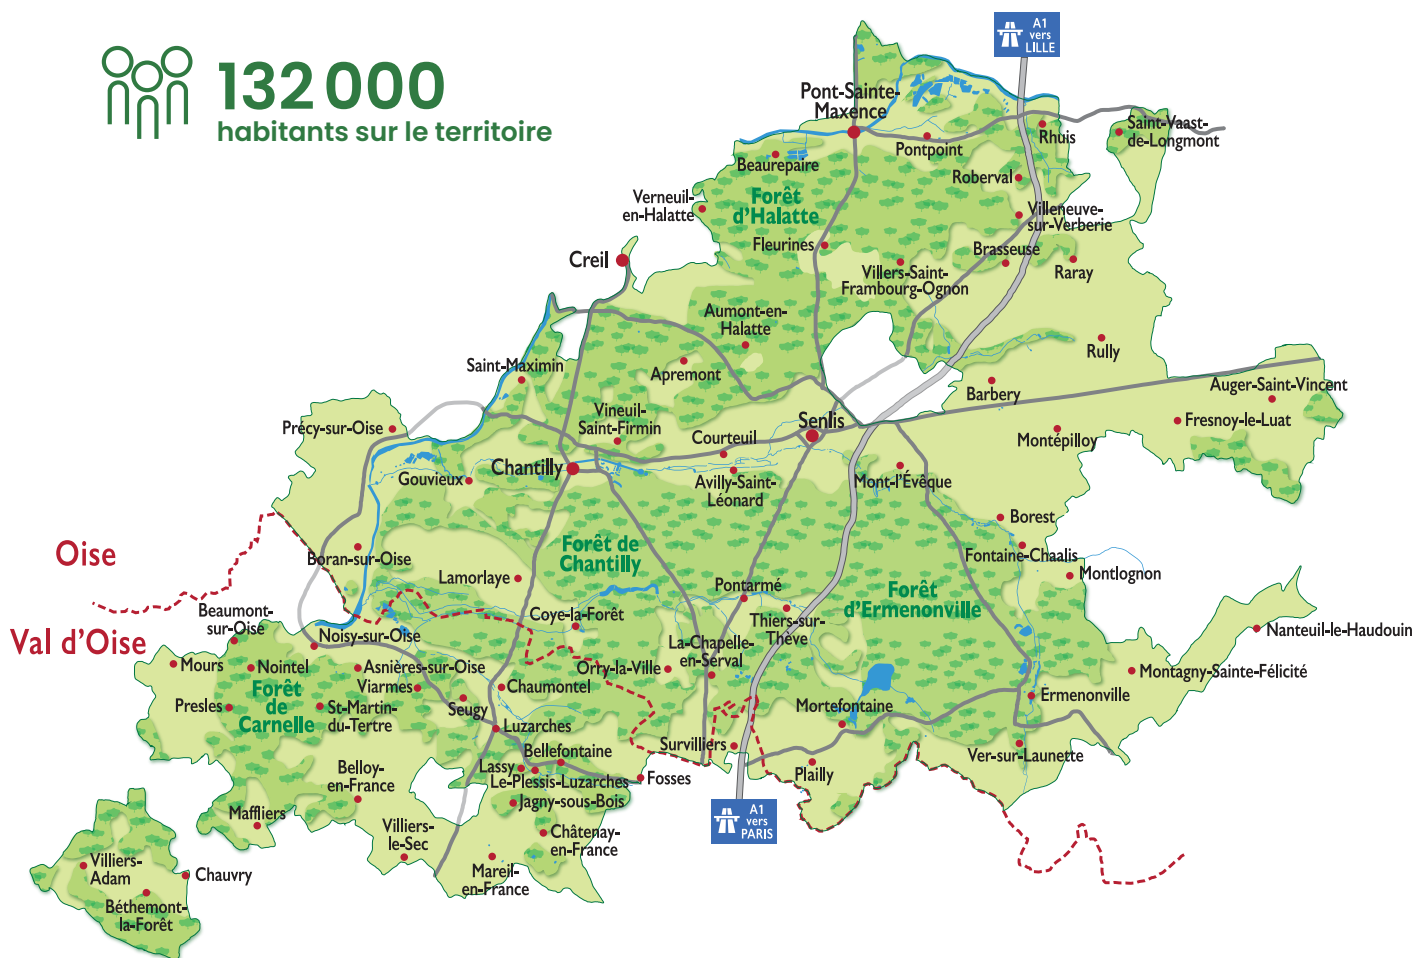 132 000
habitants sur le territoire
A1
vers
LILLE
Pont-Sainte-
Maxence
Pontpoint
Rhuis
Saint-Vaast-
de-Longmont
Beaurepaire
Roberval
Verneuil-
en-Halatte
Forêt
d'Halatte
Villeneuve-
sur-Verberie
Fleurines
Brasseuse
Creil
Villers-Saint-
Frambourg-Ognon
Raray
Aumont-en-
Halatte
Rully
Saint-Maximin
Apremont
Barbery
Auger-Saint-Vincent
Précy-sur-Oise
Vineuil-
Saint-Firmin
Courteuil
Senlis
Montépilloy
Fresnoy-le-Luat
Chantilly
Gouvieux
Avilly-Saint-
Léonard
Mont-l'Évêque
Borest
Oise
Boran-sur-Oise
Forêt de
Chantilly
Fontaine-Chaalis
Lamorlaye
Montlognon
Pontarmé
Forêt
d'Ermenonville
Val d'Oise
Beaumont-
sur-Oise
Noisy-sur-Oise
Coye-la-Forêt
Thiers-sur-
Thève
Nanteuil-le-Haudouin
La-Chapelle-
en-Serval
Mours
Nointel
Asnières-sur-Oise
Orry-la-Ville
Montagny-Sainte-Félicité
Forêt
de
Carnelle
Viarmes
Chaumontel
Ermenonville
Presles
St-Martin-
du-Tertre
Seugy
Mortefontaine
Luzarches
Survilliers
Ver-sur-Launette
Bellefontaine
Belloy-
en-France
Lassy
Le-Plessis-Luzarches
Fosses
Plailly
Jagny-sous-Bois
Maffliers
A1
vers
PARIS
Villiers-
le-Sec
Châtenay-
en-France
Villiers-
Adam
Chauvry
Mareil-
en-France
Béthemont-
la-Forêt